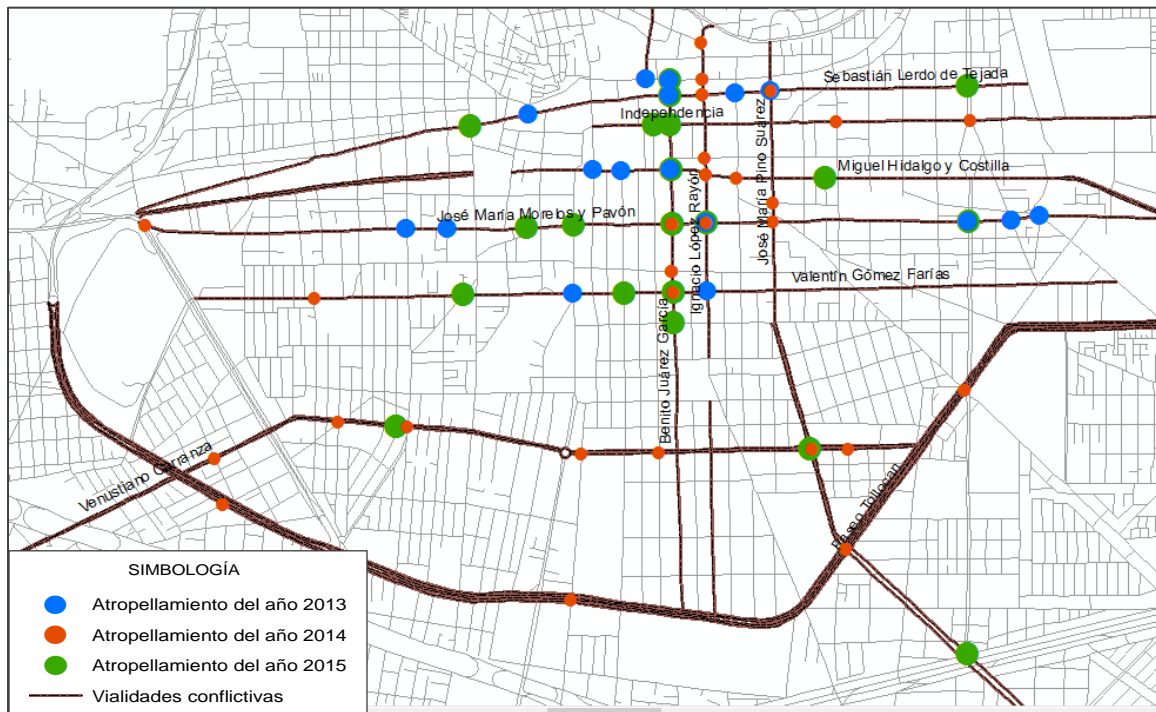 Sebastián Lerdo de Tejada
Independencia
Miguel Hidalgo y Costilla
José María Pino Suárez
Ignacio López Rayón
José María Morelos y Pavón
Valentín Gómez Farías
Benito Juárez García
Venustiano Carranza
Paseo Tollocan
SIMBOLOGÍA
Atropellamiento del año 2013
Atropellamiento del año 2014
Atropellamiento del año 2015
Vialidades conflictivas